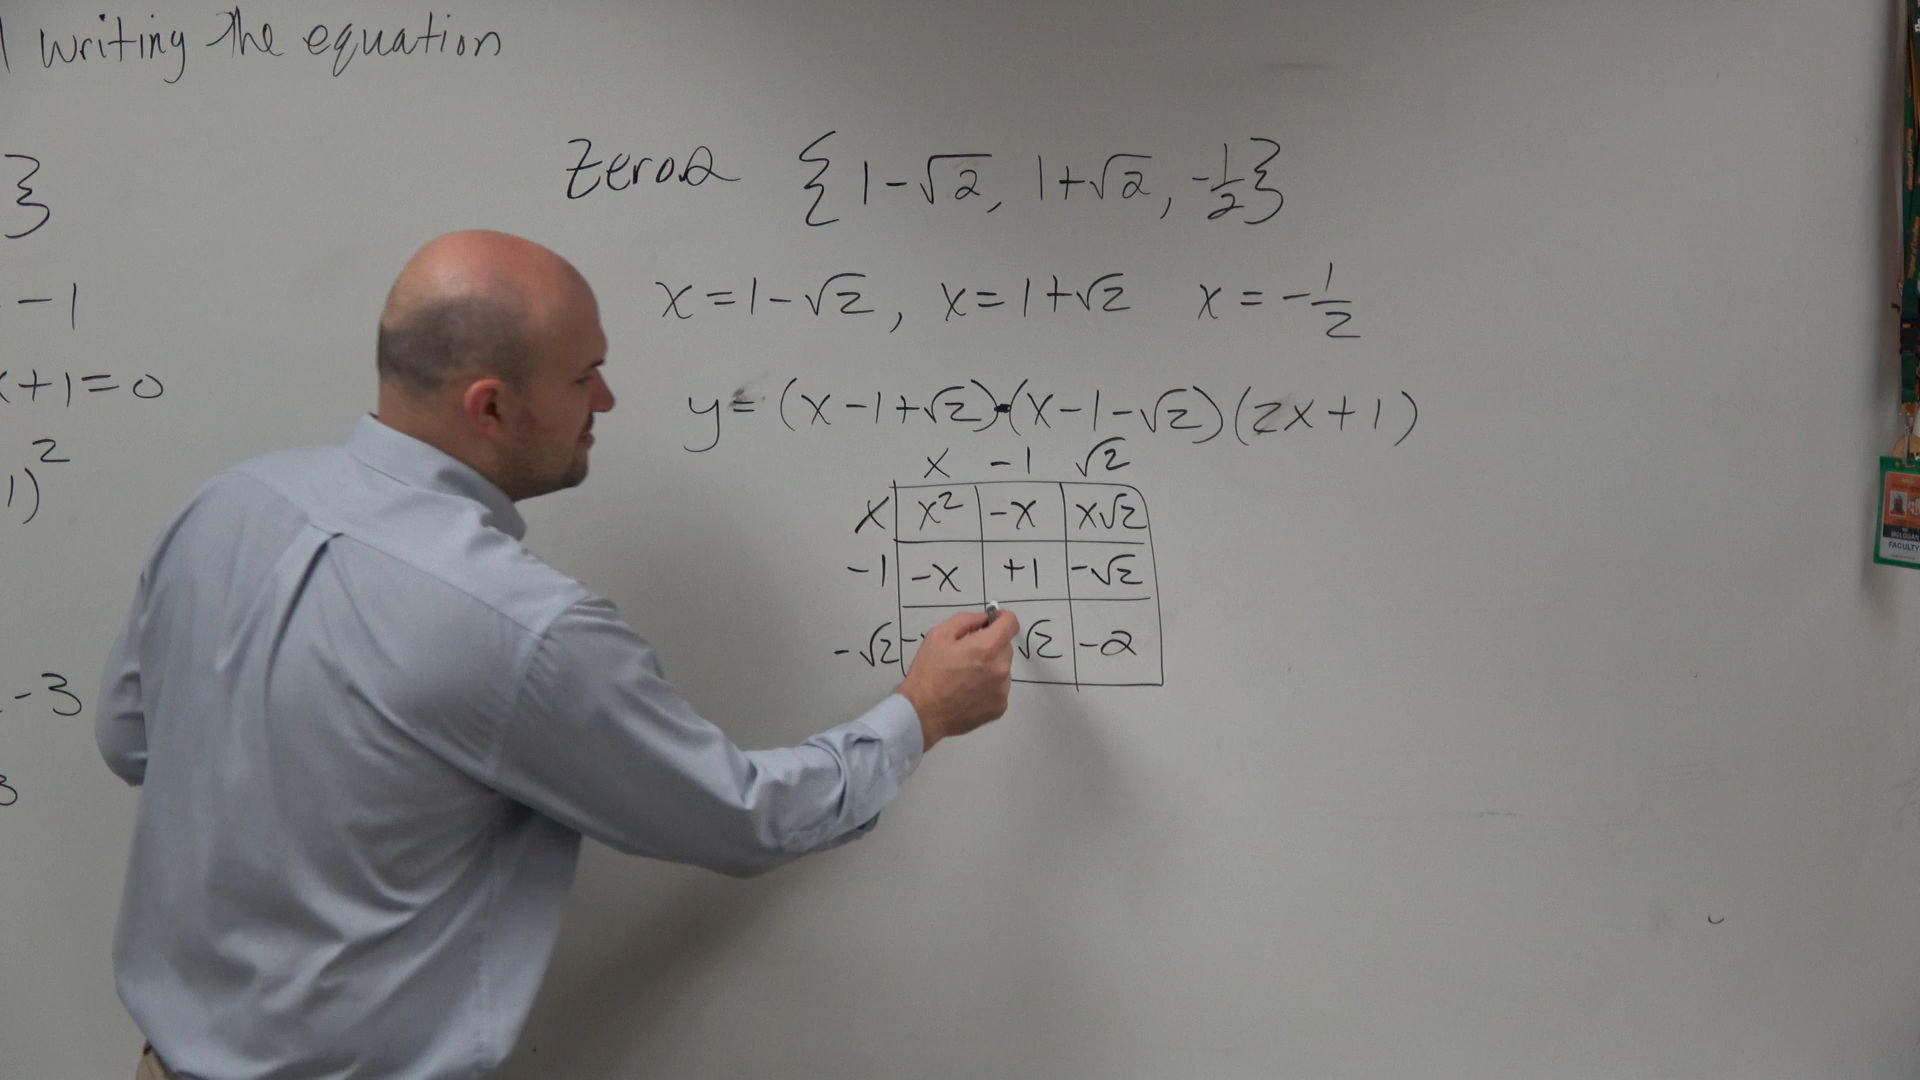 writing the equation
}
zeros {1-√2, 1+√2, -1/2}
-1
x=1-√2, x=1+√2 x=-1/2
x+1=0
y=(x-1+√2)·(x-1-√2)(2x+1)
1)²
x -1 √2
x x² -x x√2
-1 -x +1 -√2
-√2 - √2 -2
-3
3
FACULTY